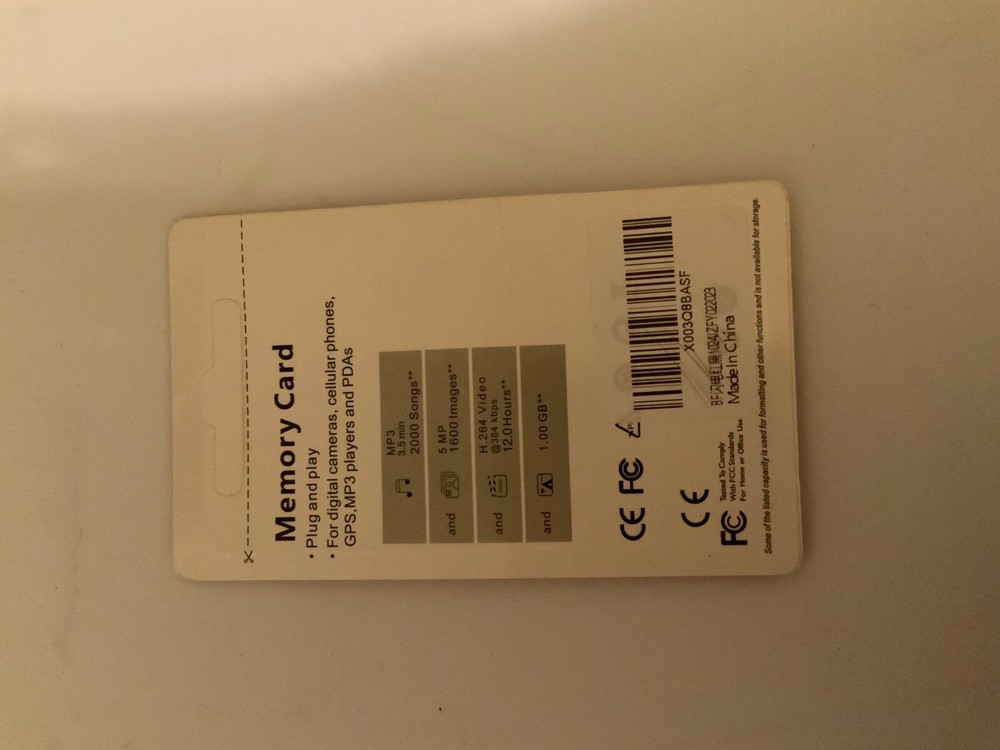 Memory Card
• Plug and play
• For digital cameras, cellular phones,
GPS,MP3 players and PDAs
MP3
3.5 min
2000 Songs**
and
5 MP
1600 Images**
and
H.264 Video
@384 kbps
12.0Hours**
and
1.00 GB**
CE FC
X003Q8BASF
CE
FC
Tested To Comply
With FCC Standards
For Home or Office Use
Made In China
Some of the listed capacity is used for formatting and other functions and is not available for storage.